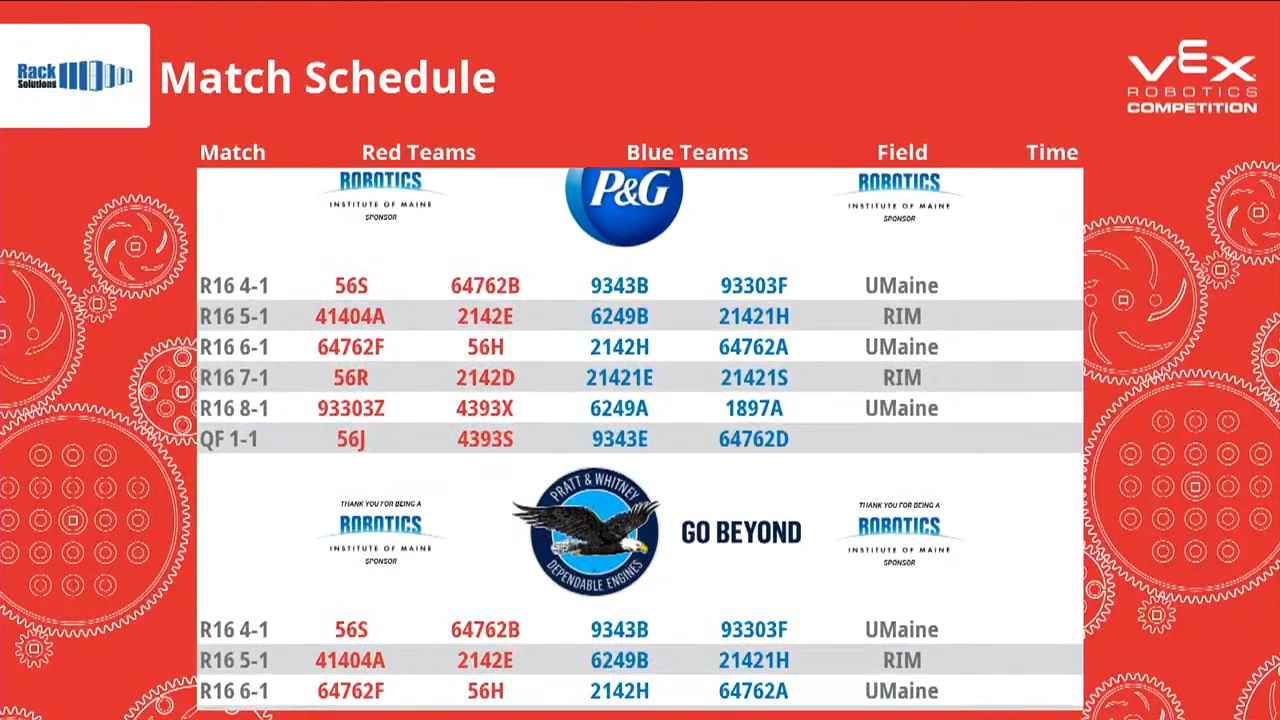 Rack
Solutions
Match Schedule
VEX
ROBOTICS
COMPETITION
Match Red Teams Blue Teams Field Time
ROBOTICS
INSTITUTE OF MAINE
SPONSOR
P&G
ROBOTICS
INSTITUTE OF MAINE
SPONSOR
R16 4-1 56S 64762B 9343B 93303F UMaine
R16 5-1 41404A 2142E 6249B 21421H RIM
R16 6-1 64762F 56H 2142H 64762A UMaine
R16 7-1 56R 2142D 21421E 21421S RIM
R16 8-1 93303Z 4393X 6249A 1897A UMaine
QF 1-1 56J 4393S 9343E 64762D
THANK YOU FOR BEING A
ROBOTICS
INSTITUTE OF MAINE
SPONSOR
PRATT & WHITNEY
DEPENDABLE ENGINES
GO BEYOND
THANK YOU FOR BEING A
ROBOTICS
INSTITUTE OF MAINE
SPONSOR
R16 4-1 56S 64762B 9343B 93303F UMaine
R16 5-1 41404A 2142E 6249B 21421H RIM
R16 6-1 64762F 56H 2142H 64762A UMaine